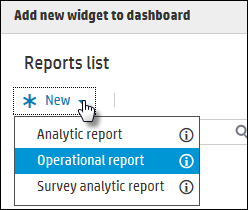 Add new widget to dashboard
Reports list
New
Analytic report
Operational report
Survey analytic report